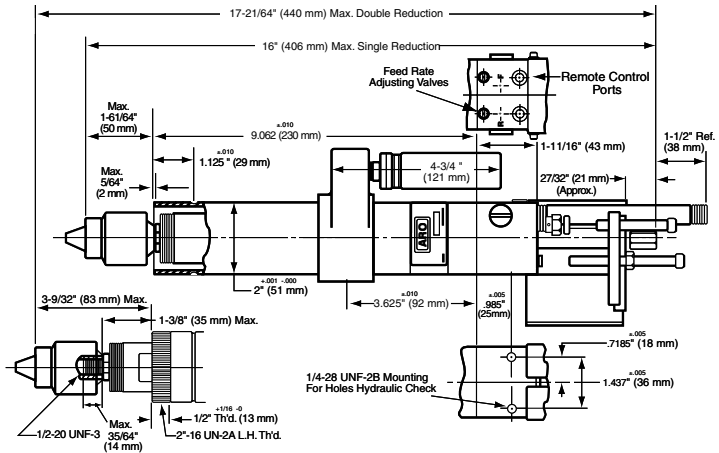 17-21/64" (440 mm) Max. Double Reduction
16" (406 mm) Max. Single Reduction
Feed Rate
Adjusting Valves
Remote Control
Ports
F
R
Max.
1-61/64"
(50 mm)
±.010
9.062 (230 mm)
1-11/16" (43 mm)
1-1/2" Ref.
(38 mm)
±.010
1.125 " (29 mm)
4-3/4 "
(121 mm)
Max.
5/64"
(2 mm)
27/32" (21 mm)
(Approx.)
ARO
+.001 -.000
2" (51 mm)
3-9/32" (83 mm) Max.
±.010
3.625" (92 mm)
±.005
.985"
(25mm)
1-3/8" (35 mm) Max.
±.005
.7185" (18 mm)
1/4-28 UNF-2B Mounting
For Holes Hydraulic Check
±.005
1.437" (36 mm)
+1/16 -0
1/2" Th'd. (13 mm)
Max.
35/64"
(14 mm)
1/2-20 UNF-3
2"-16 UN-2A L.H. Th'd.